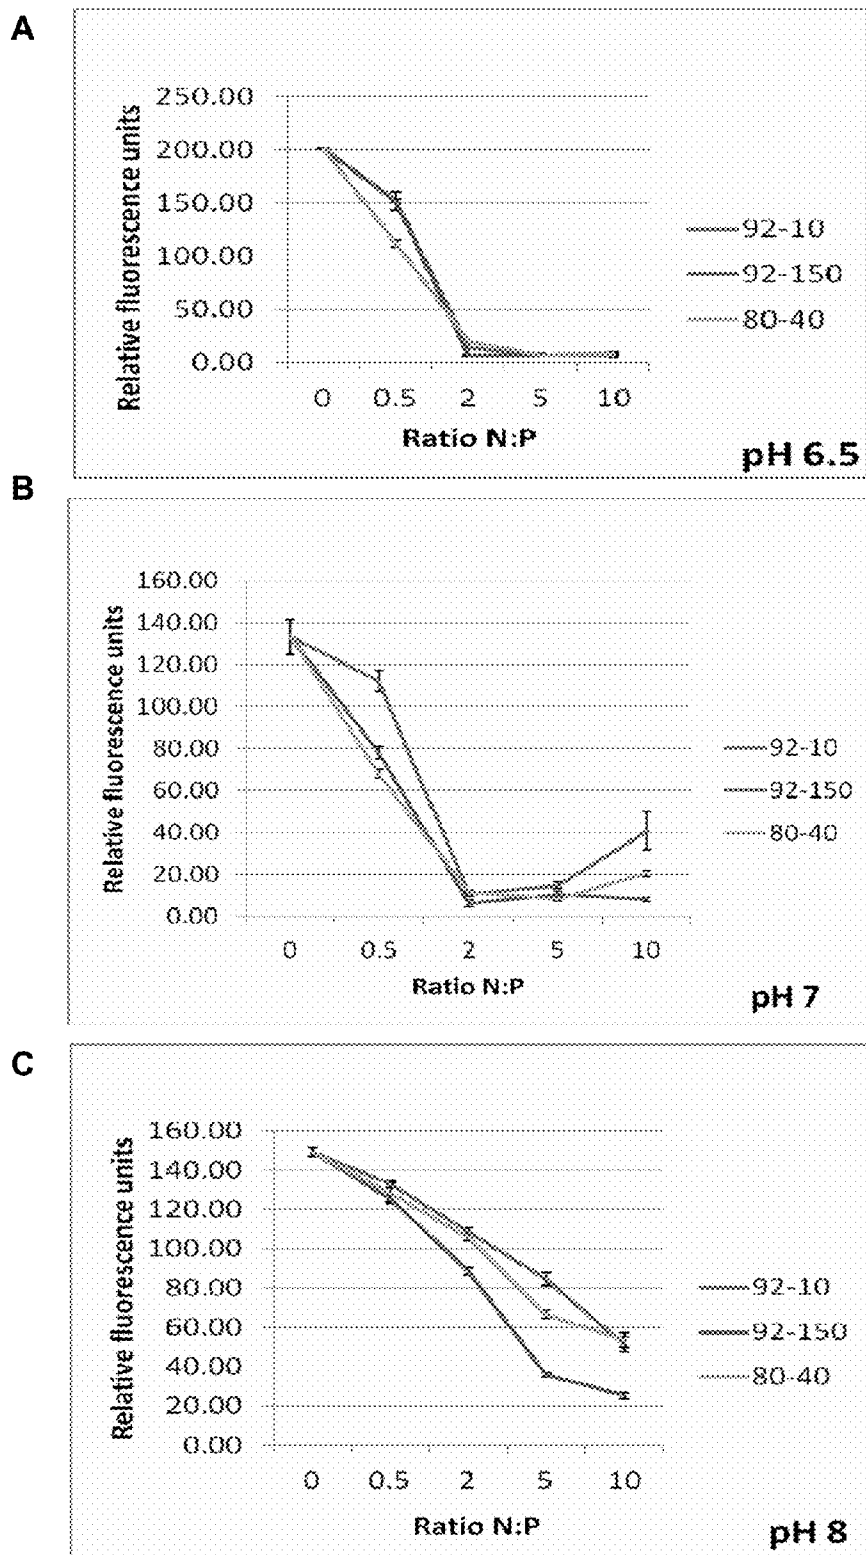 A
250.00
200.00
150.00
100.00
50.00
0.00
Relative fluorescence units
0 0.5 2 5 10
Ratio N:P
92-10
92-150
80-40
pH 6.5
B
160.00
140.00
120.00
100.00
80.00
60.00
40.00
20.00
0.00
Relative fluorescence units
0 0.5 2 5 10
Ratio N:P
92-10
92-150
80-40
pH 7
C
160.00
140.00
120.00
100.00
80.00
60.00
40.00
20.00
0.00
Relative fluorescence units
0 0.5 2 5 10
Ratio N:P
92-10
92-150
80-40
pH 8